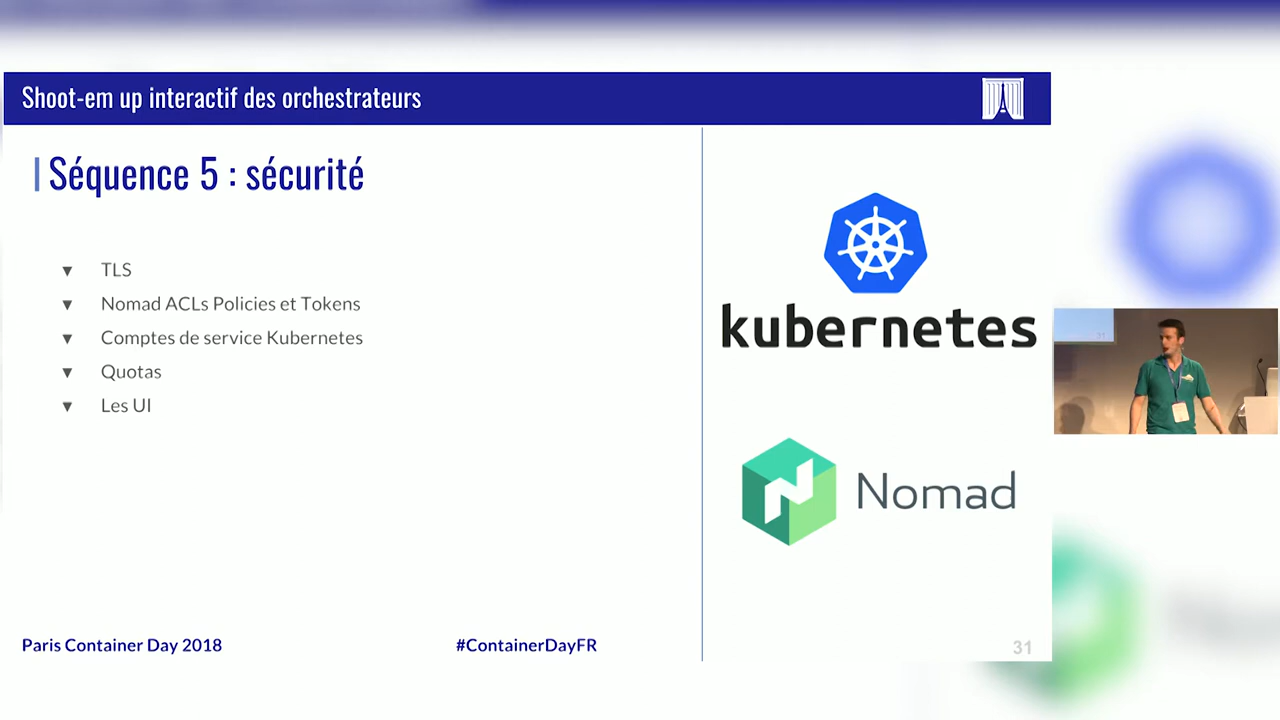 Shoot-em up interactif des orchestrateurs
Séquence 5 : sécurité
TLS
Nomad ACLs Policies et Tokens
Comptes de service Kubernetes
Quotas
Les UI
kubernetes
Nomad
Paris Container Day 2018
#ContainerDayFR
31